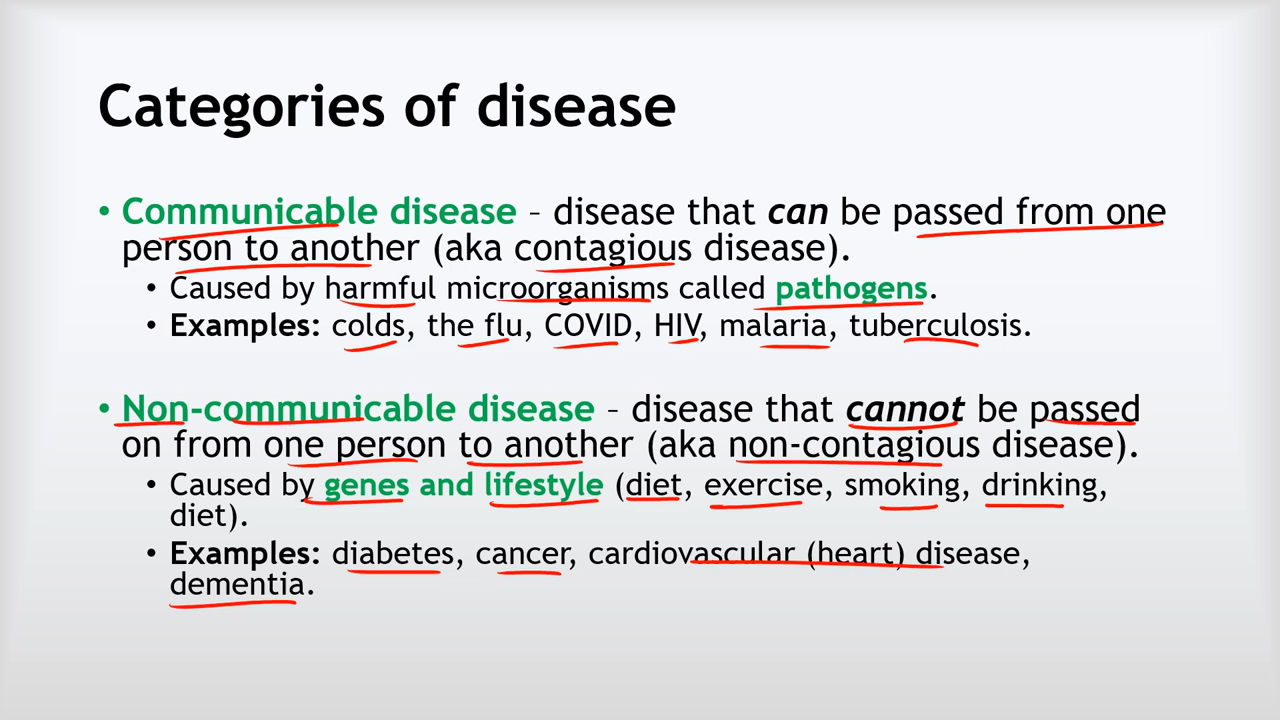 Categories of disease
• Communicable disease – disease that can be passed from one
person to another (aka contagious disease).
• Caused by harmful microorganisms called pathogens.
• Examples: colds, the flu, COVID, HIV, malaria, tuberculosis.
• Non-communicable disease – disease that cannot be passed
on from one person to another (aka non-contagious disease).
• Caused by genes and lifestyle (diet, exercise, smoking, drinking,
diet).
• Examples: diabetes, cancer, cardiovascular (heart) disease,
dementia.